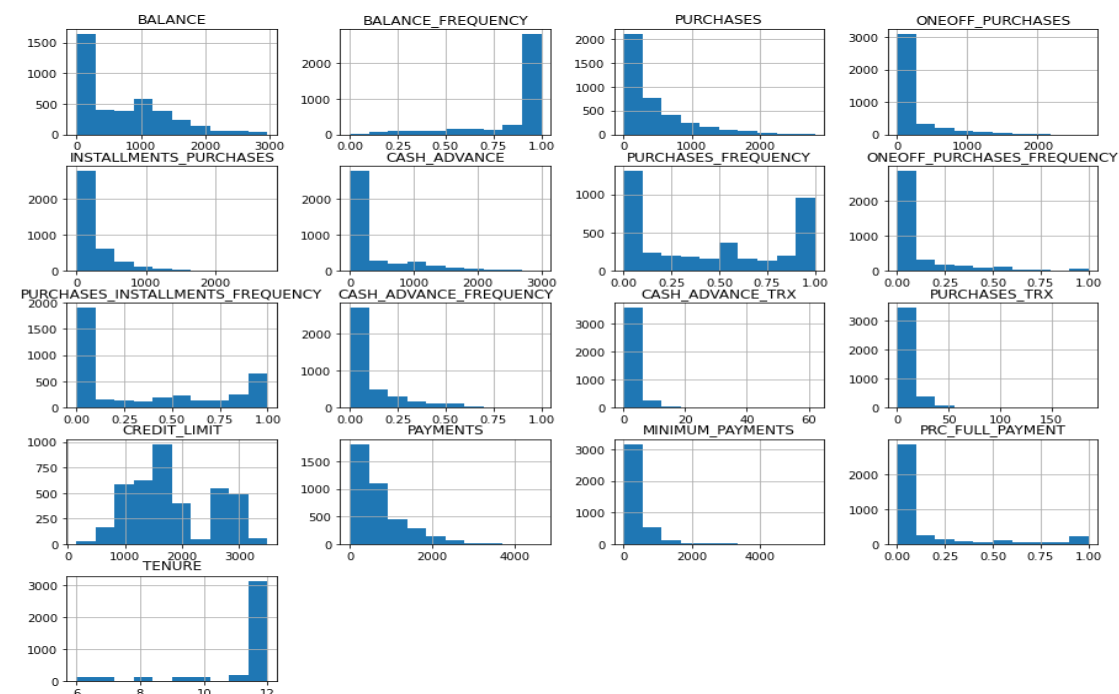 BALANCE BALANCE_FREQUENCY PURCHASES ONEOFF_PURCHASES
1500 2000 3000
1000 2000 1500 2000
500 1000 1000 1000
500
0 0 0 0
0 1000 2000 3000 0.00 0.25 0.50 0.75 1.00 0 1000 2000 0 1000 2000
INSTALLMENTS_PURCHASES CASH_ADVANCE PURCHASES_FREQUENCY ONEOFF_PURCHASES_FREQUENCY
2000 2000 1000 2000
1000 1000 500 1000
0 0 0 0
0 1000 2000 0 1000 2000 3000 0.00 0.25 0.50 0.75 1.00 0.00 0.25 0.50 0.75 1.00
PURCHASES_INSTALLMENTS_FREQUENCY CASH_ADVANCE_FREQUENCY CASH_ADVANCE_TRX PURCHASES_TRX
2000
1500 2000 3000 3000
1000 1000 2000 2000
500 1000 1000
0 0 0 0
0.00 0.25 0.50 0.75 1.00 0.00 0.25 0.50 0.75 1.00 0 20 40 60 0 50 100 150
CREDIT_LIMIT PAYMENTS MINIMUM_PAYMENTS PRC_FULL_PAYMENT
1000 1500 3000
750 1000 2000 2000
500 500 1000 1000
250
0 0 0 0
0 1000 2000 3000 0 2000 4000 0 2000 4000 0.00 0.25 0.50 0.75 1.00
TENURE
3000
2000
1000
0
6 8 10 12